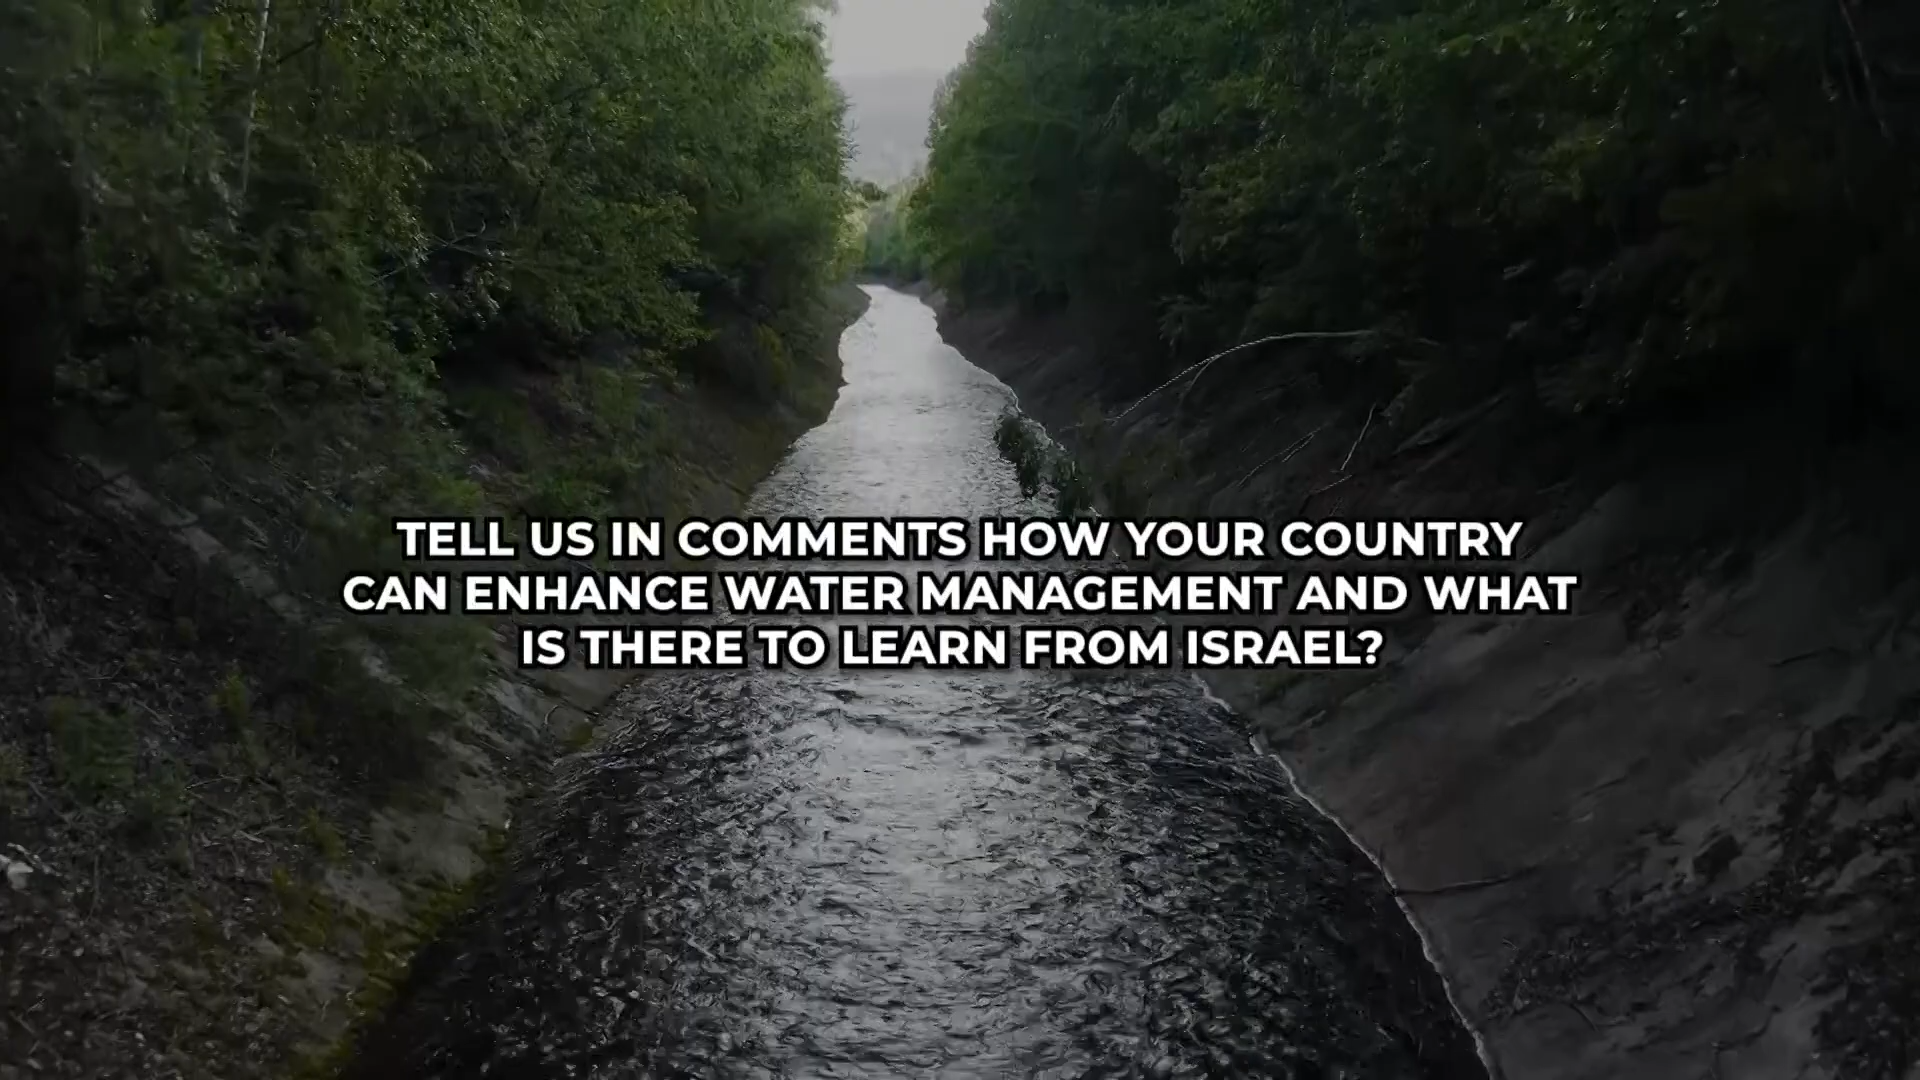 TELL US IN COMMENTS HOW YOUR COUNTRY
CAN ENHANCE WATER MANAGEMENT AND WHAT
IS THERE TO LEARN FROM ISRAEL?